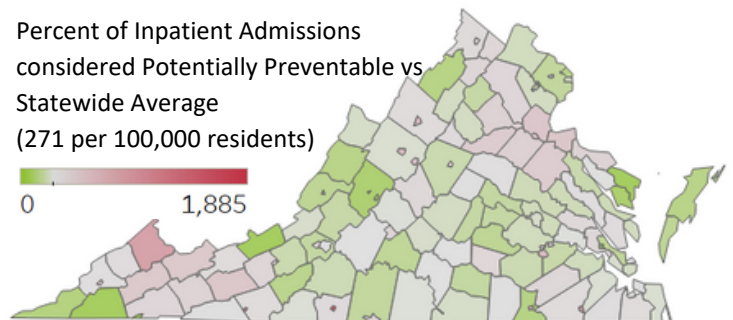 Percent of Inpatient Admissions
considered Potentially Preventable vs
Statewide Average
(271 per 100,000 residents)
0 1,885